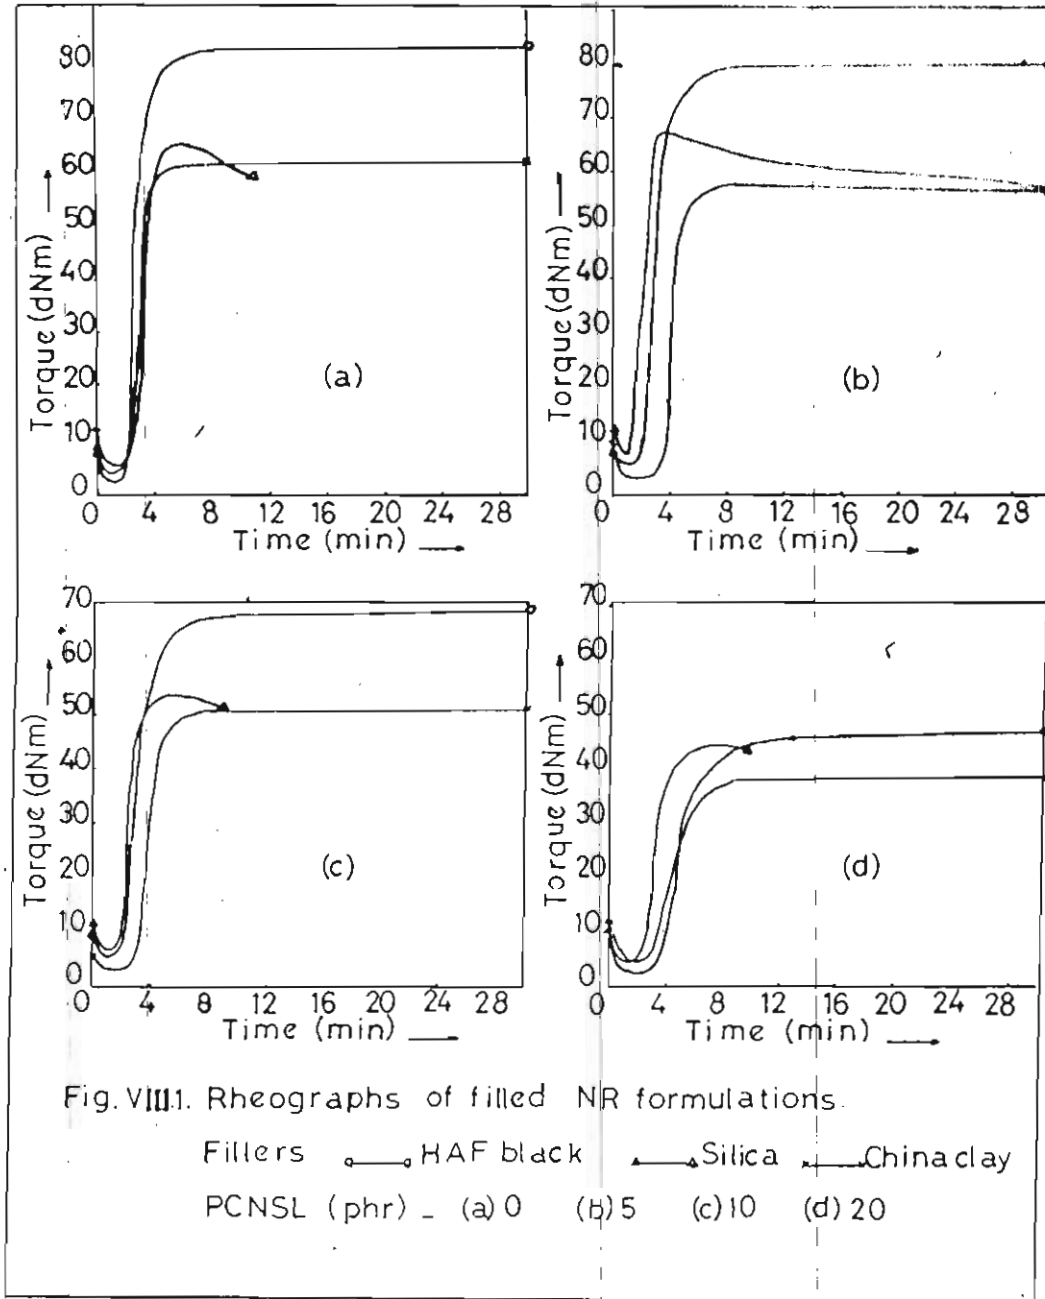 80
70
60
50
40
30
20
10
0
Torque (dNm)
(a)
0 4 8 12 16 20 24 28
Time (min)
80
70
60
50
40
30
20
10
0
Torque (dNm)
(b)
0 4 8 12 16 20 24 28
Time (min)
70
60
50
40
30
20
10
0
Torque (dNm)
(c)
0 4 8 12 16 20 24 28
Time (min)
70
60
50
40
30
20
10
0
Torque (dNm)
(d)
0 4 8 12 16 20 24 28
Time (min)
Fig. VIII.1. Rheographs of filled NR formulations.
Fillers HAF black Silica China clay
PCNSL (phr) - (a) 0 (b) 5 (c) 10 (d) 20